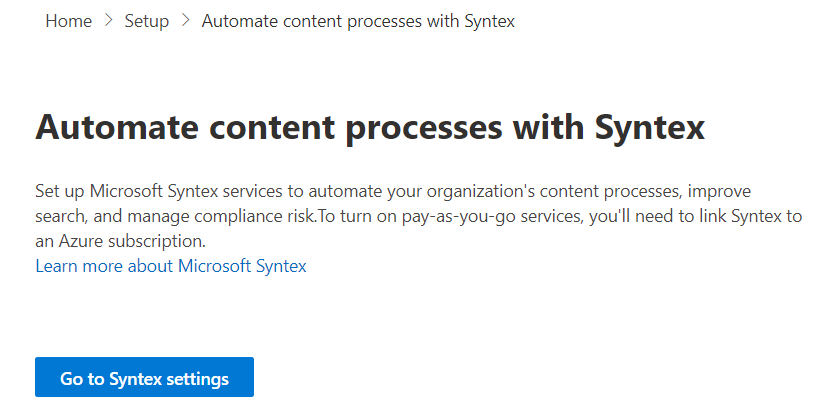 Home > Setup > Automate content processes with Syntex
Automate content processes with Syntex
Set up Microsoft Syntex services to automate your organization's content processes, improve
search, and manage compliance risk.To turn on pay-as-you-go services, you'll need to link Syntex to
an Azure subscription.
Learn more about Microsoft Syntex
Go to Syntex settings